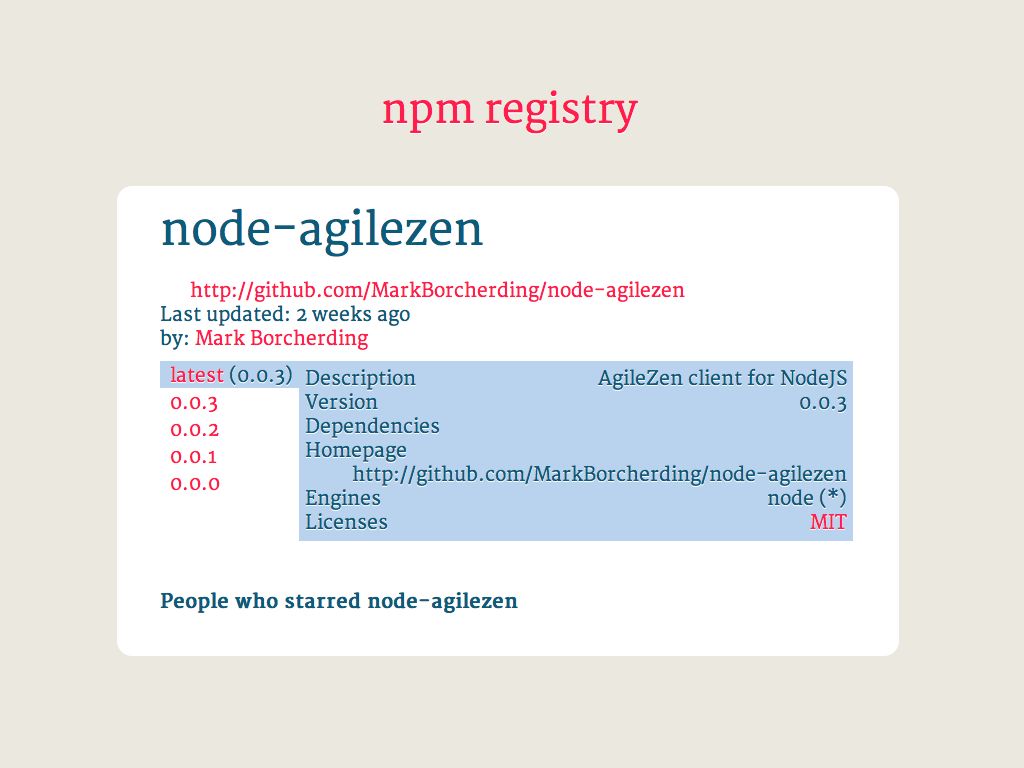 npm registry
node-agilezen
http://github.com/MarkBorcherding/node-agilezen
Last updated: 2 weeks ago
by: Mark Borcherding
latest (0.0.3)
0.0.3
0.0.2
0.0.1
0.0.0
Description AgileZen client for NodeJS
Version 0.0.3
Dependencies
Homepage
http://github.com/MarkBorcherding/node-agilezen
Engines node (*)
Licenses MIT
People who starred node-agilezen